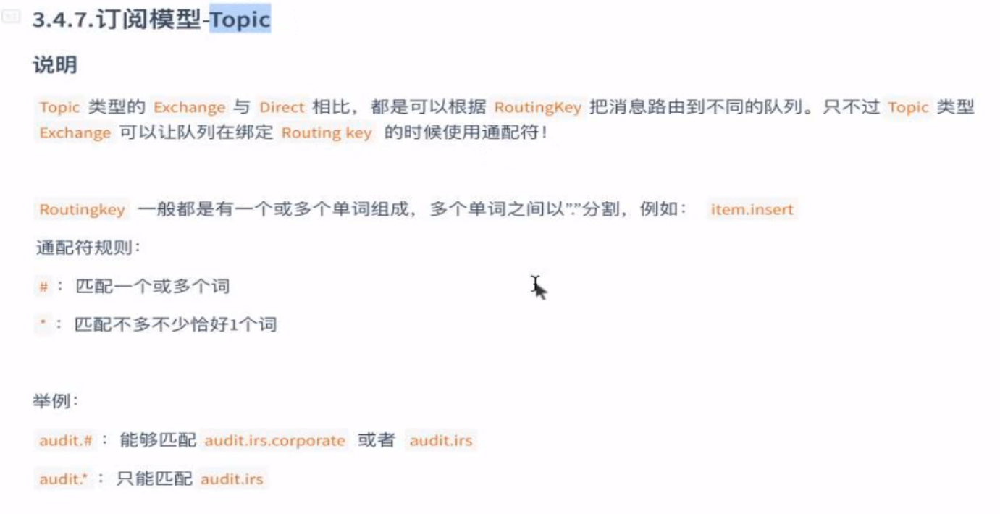 3.4.7.订阅模型-Topic
说明
Topic 类型的 Exchange 与 Direct 相比，都是可以根据 RoutingKey 把消息路由到不同的队列。只不过 Topic 类型
Exchange 可以让队列在绑定 Routing key 的时候使用通配符！
Routingkey 一般都是有一个或多个单词组成，多个单词之间以”.”分割，例如： item.insert
通配符规则：
#：匹配一个或多个词
*：匹配不多不少恰好1个词
举例：
audit.#：能够匹配 audit.irs.corporate 或者 audit.irs
audit.*：只能匹配 audit.irs